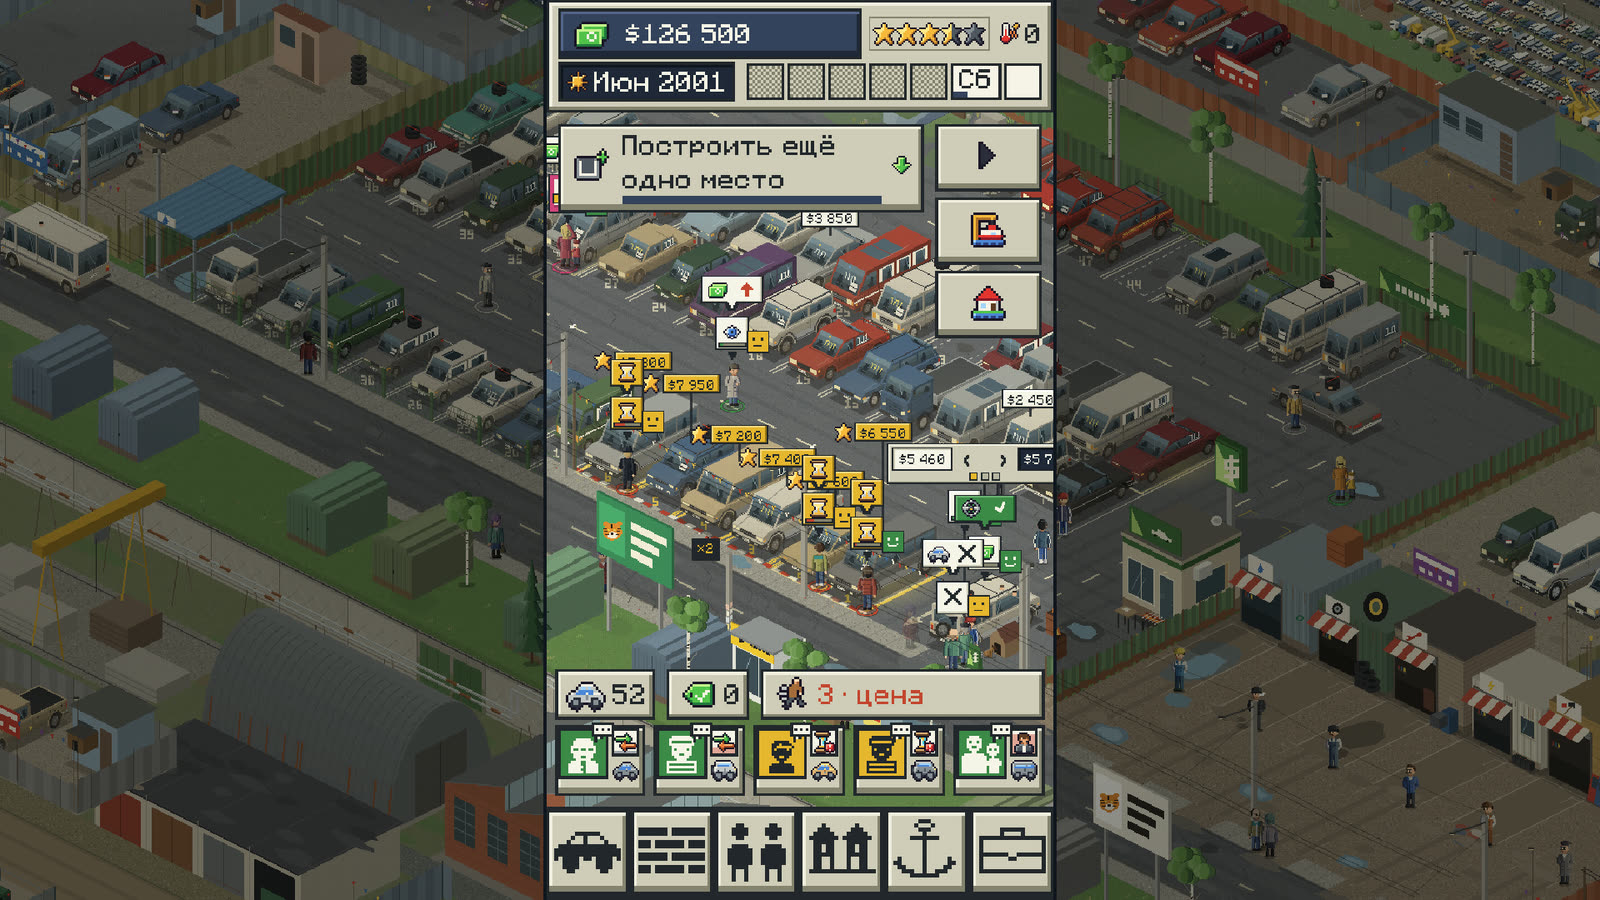 $126 500
0
Июн 2001
Сб
Построить ещё
одно место
$3 850
$7 950
$2 450
$7 200
$6 550
$5 460
x2
52
0
3 · цена